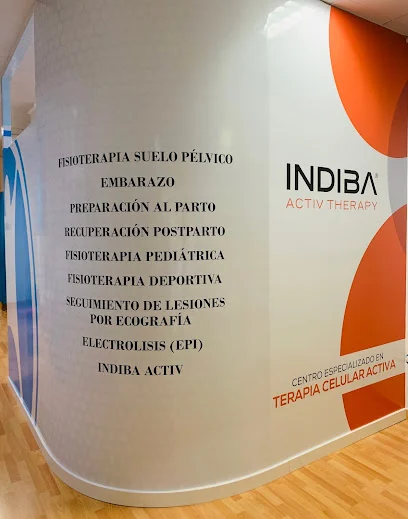 FISIOTERAPIA SUELO PÉLVICO
EMBARAZO
PREPARACIÓN AL PARTO
RECUPERACIÓN POSTPARTO
FISIOTERAPIA PEDIÁTRICA
FISIOTERAPIA DEPORTIVA
SEGUIMIENTO DE LESIONES
POR ECOGRAFÍA
ELECTROLISIS (EPI)
INDIBA ACTIV
INDIBA®
ACTIV THERAPY
CENTRO ESPECIALIZADO EN
TERAPIA CELULAR ACTIVA